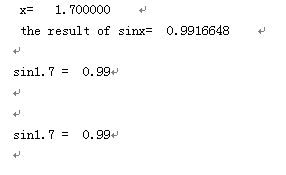 x= 1.700000
the result of sinx= 0.9916648
sin1.7 = 0.99
sin1.7 = 0.99